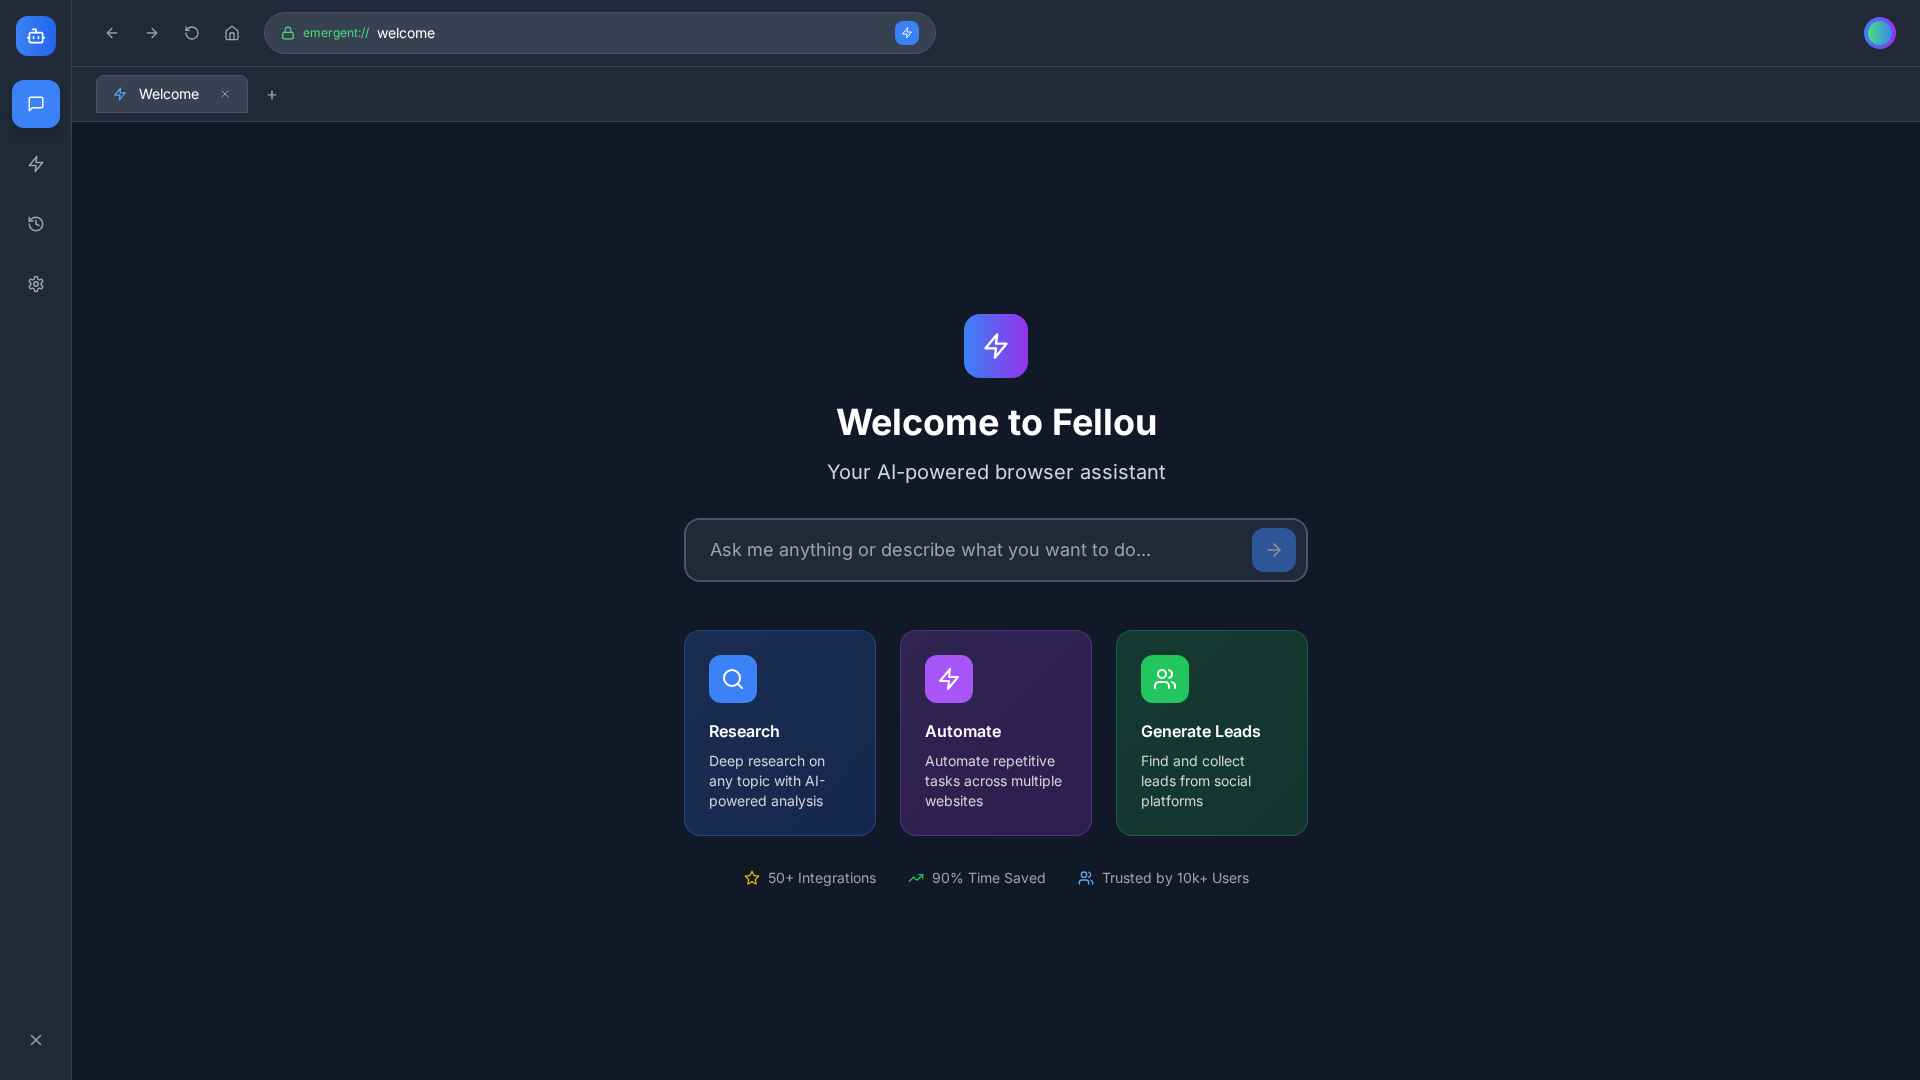 emergent:// welcome
Welcome
Welcome to Fellou
Your AI-powered browser assistant
Ask me anything or describe what you want to do...
Research
Deep research on
any topic with AI-
powered analysis
Automate
Automate repetitive
tasks across multiple
websites
Generate Leads
Find and collect
leads from social
platforms
50+ Integrations
90% Time Saved
Trusted by 10k+ Users